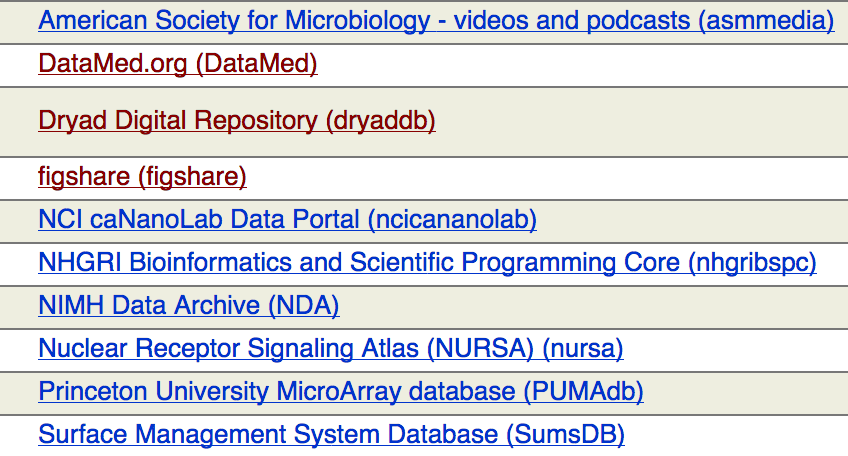 American Society for Microbiology - videos and podcasts (asmmedia)
DataMed.org (DataMed)
Dryad Digital Repository (dryaddb)
figshare (figshare)
NCI caNanoLab Data Portal (ncicananolab)
NHGRI Bioinformatics and Scientific Programming Core (nhgribspc)
NIMH Data Archive (NDA)
Nuclear Receptor Signaling Atlas (NURSA) (nursa)
Princeton University MicroArray database (PUMAdb)
Surface Management System Database (SumsDB)